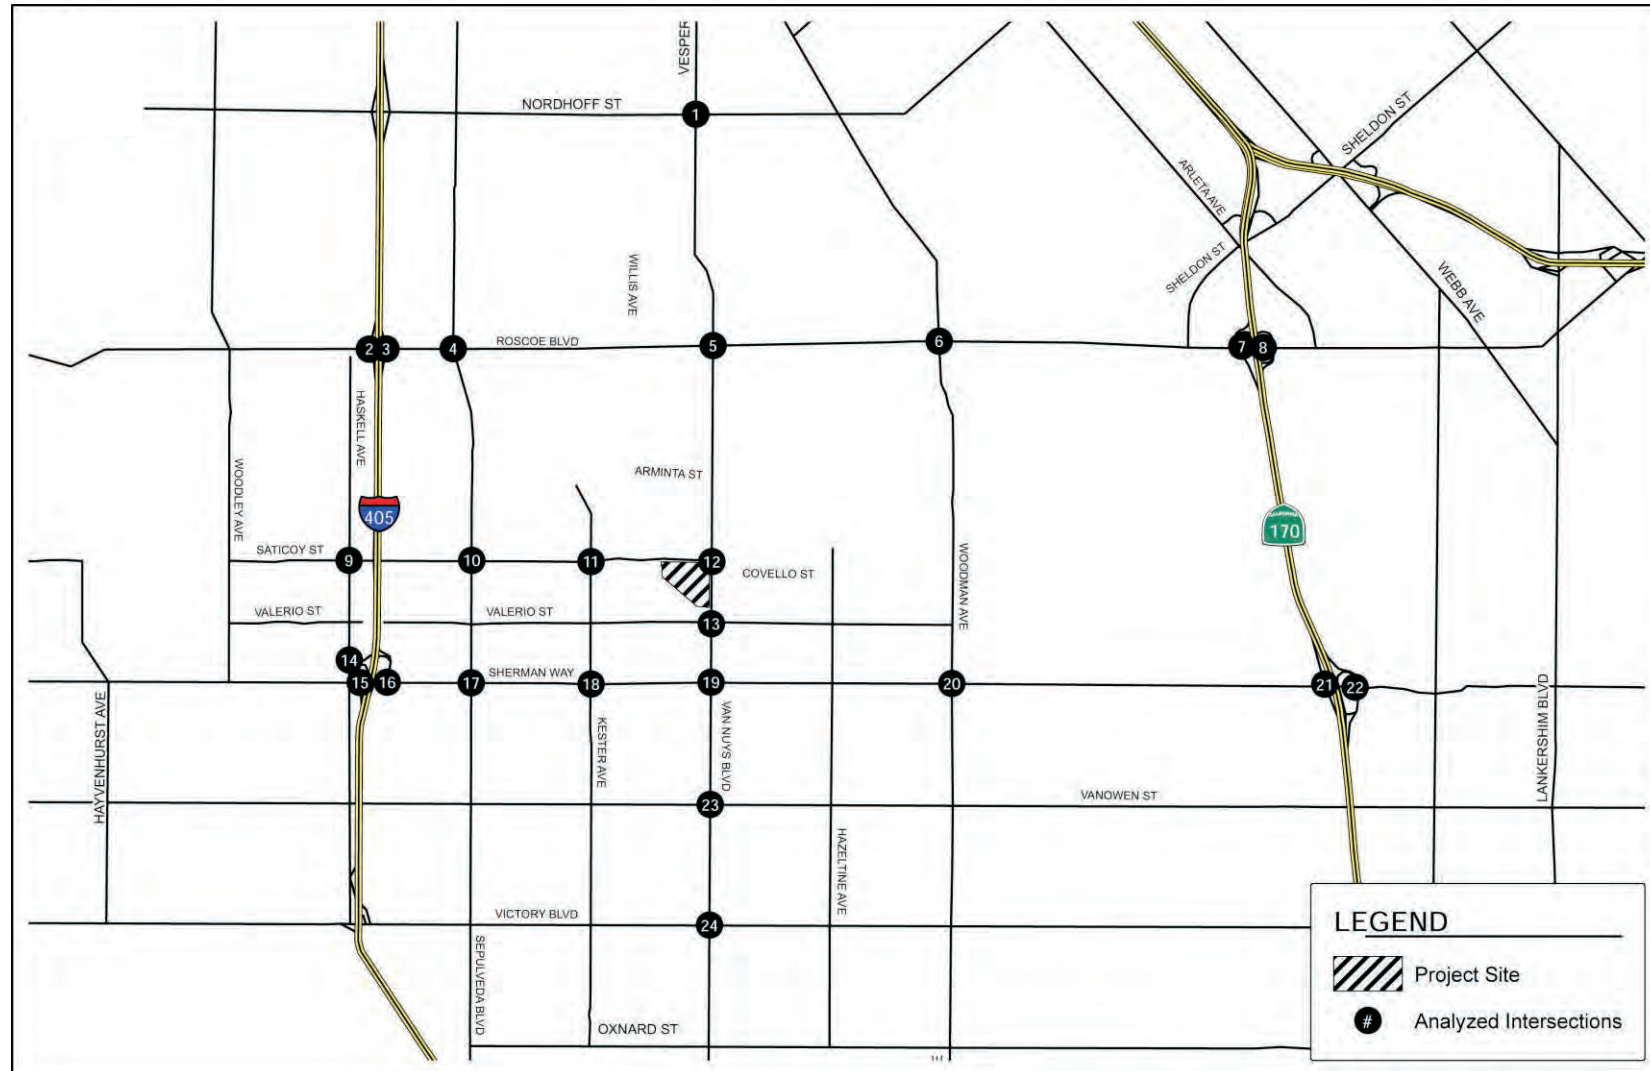 VESPER
NORDHOFF ST
1
SHELDON ST
ARLETA AVE
SHELDON ST
WILLIS AVE
WEBB AVE
2
3
4
ROSCOE BLVD
5
6
7
8
HASKELL AVE
WOODLEY AVE
ARMINTA ST
405
CALIFORNIA
170
SATICOY ST
9
10
11
12
COVELLO ST
WOODMAN AVE
VALERIO ST
VALERIO ST
13
14
15
16
17
SHERMAN WAY
18
19
20
21
22
HAYVENHURST AVE
KESTER AVE
VAN NUYS BLVD
LANKERSHIM BLVD
23
VANOWEN ST
HAZELTINE AVE
VICTORY BLVD
24
SEPULVEDA BLVD
OXNARD ST
LEGEND
Project Site
# Analyzed Intersections